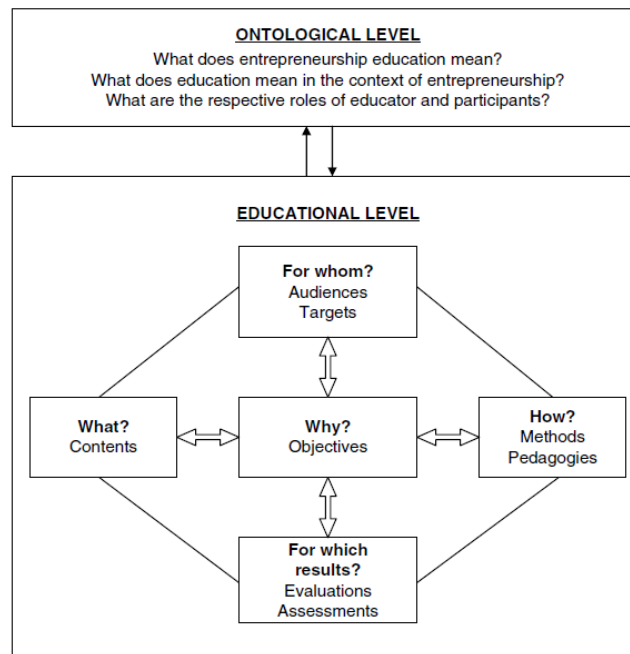 ONTOLOGICAL LEVEL
What does entrepreneurship education mean?
What does education mean in the context of entrepreneurship?
What are the respective roles of educator and participants?
EDUCATIONAL LEVEL
For whom?
Audiences
Targets
What?
Contents
Why?
Objectives
How?
Methods
Pedagogies
For which
results?
Evaluations
Assessments